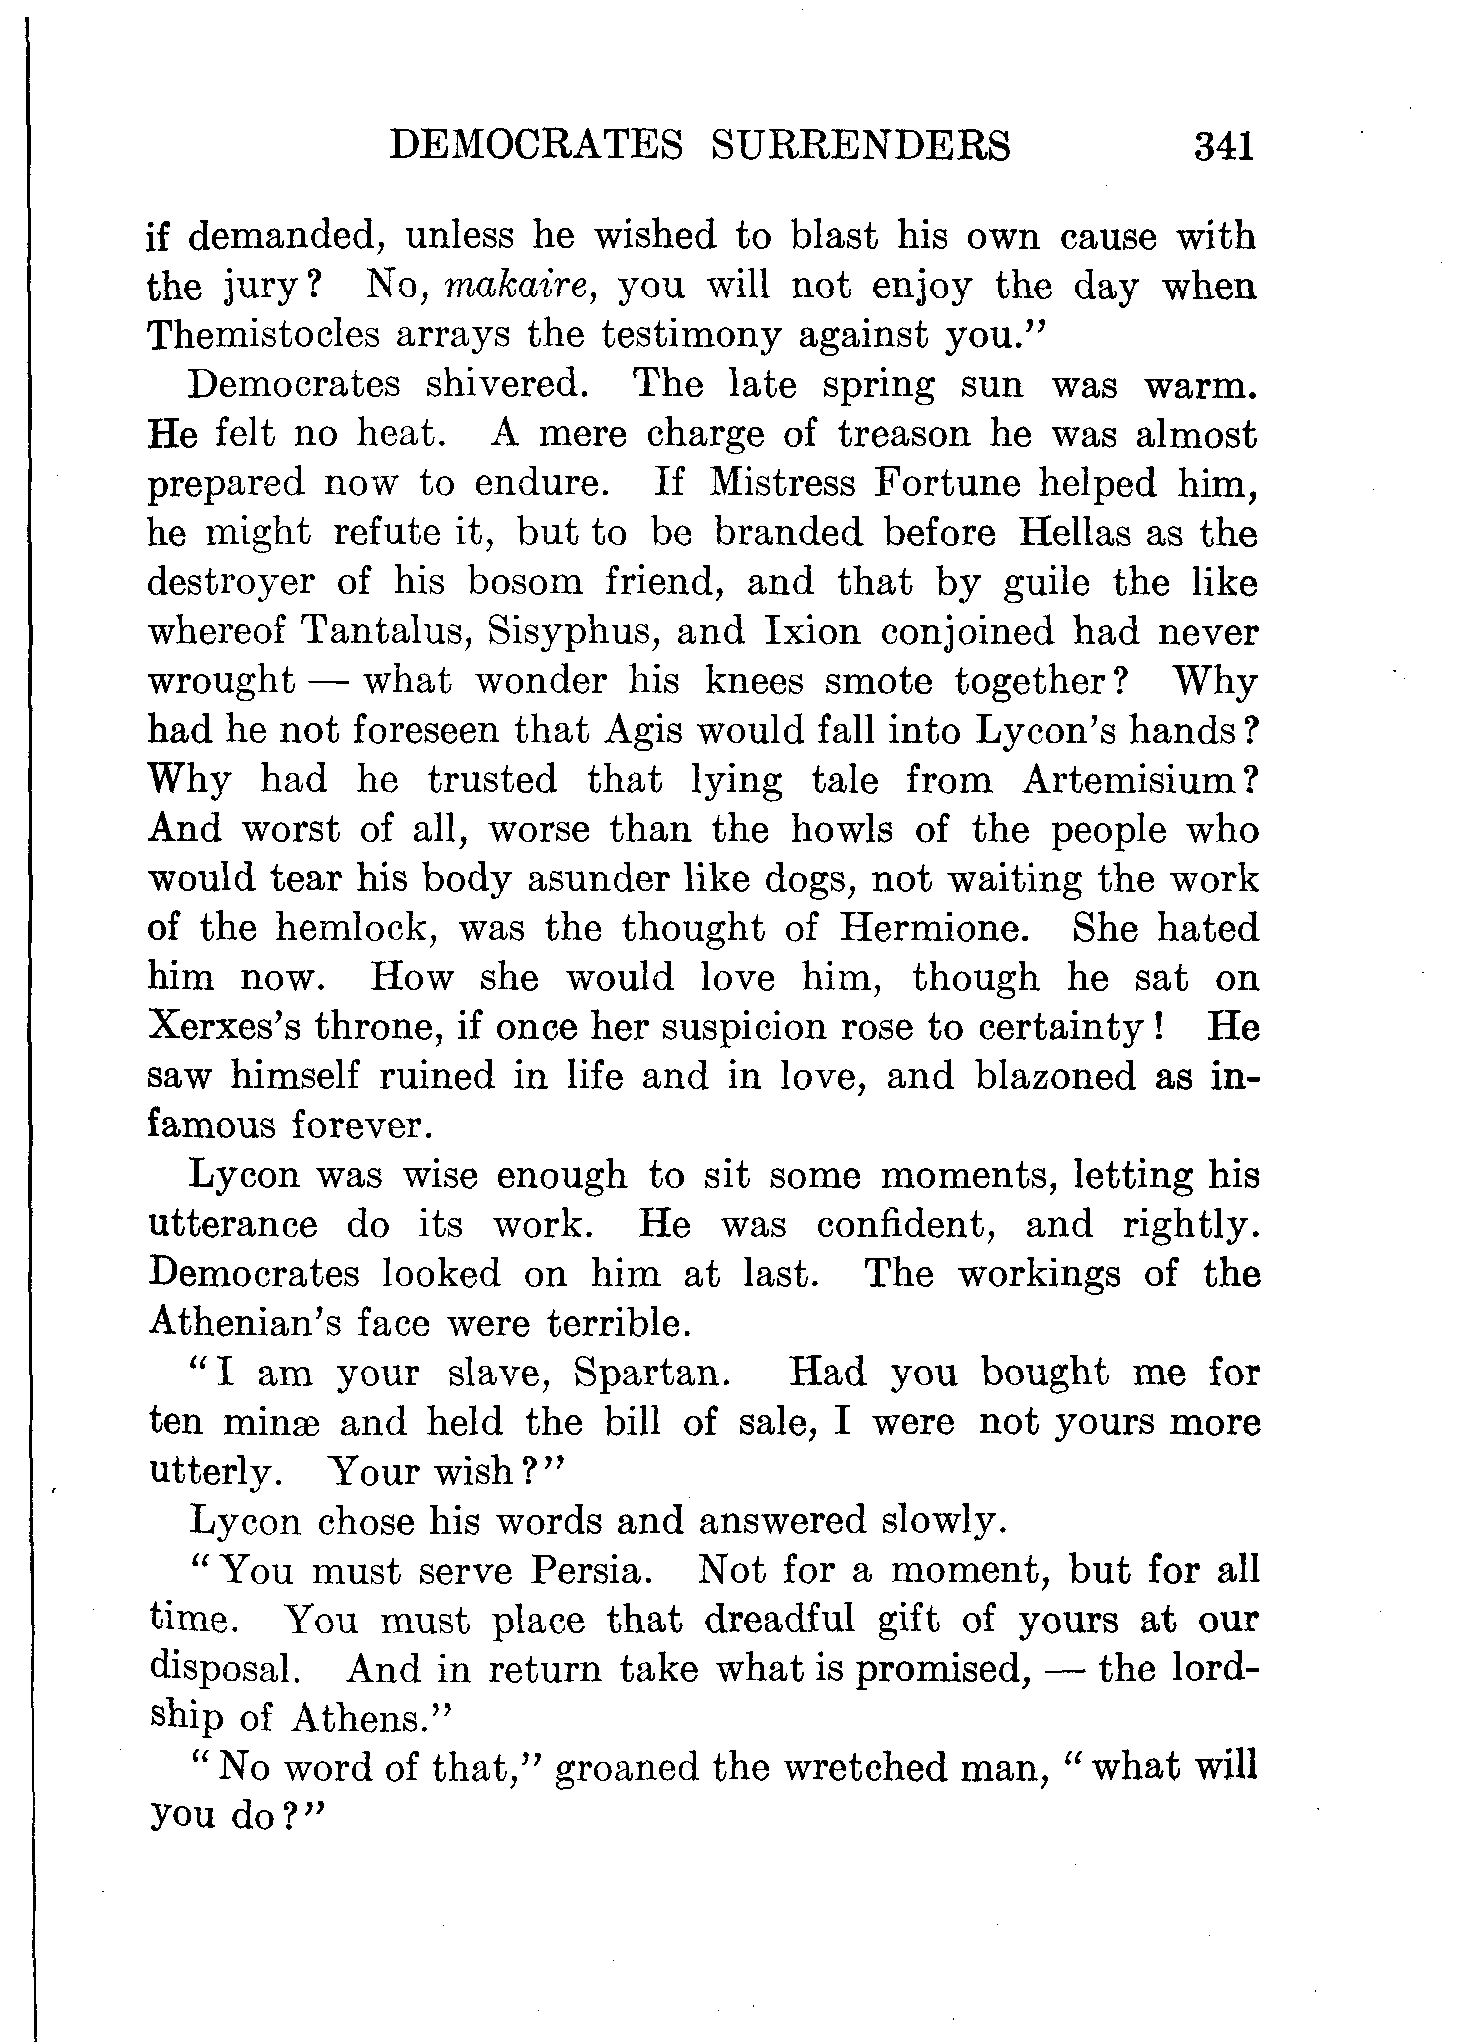 DEMOCRATES SURRENDERS 341
if demanded, unless he wished to blast his own cause with
the jury? No, makaire, you will not enjoy the day when
Themistocles arrays the testimony against you.”
Democrates shivered. The late spring sun was warm.
He felt no heat. A mere charge of treason he was almost
prepared now to endure. If Mistress Fortune helped him,
he might refute it, but to be branded before Hellas as the
destroyer of his bosom friend, and that by guile the like
whereof Tantalus, Sisyphus, and Ixion conjoined had never
wrought — what wonder his knees smote together? Why
had he not foreseen that Agis would fall into Lycon’s hands?
Why had he trusted that lying tale from Artemisium?
And worst of all, worse than the howls of the people who
would tear his body asunder like dogs, not waiting the work
of the hemlock, was the thought of Hermione. She hated
him now. How she would love him, though he sat on
Xerxes’s throne, if once her suspicion rose to certainty! He
saw himself ruined in life and in love, and blazoned as in-
famous forever.
Lycon was wise enough to sit some moments, letting his
utterance do its work. He was confident, and rightly.
Democrates looked on him at last. The workings of the
Athenian’s face were terrible.
“I am your slave, Spartan. Had you bought me for
ten minæ and held the bill of sale, I were not yours more
utterly. Your wish?”
Lycon chose his words and answered slowly.
“You must serve Persia. Not for a moment, but for all
time. You must place that dreadful gift of yours at our
disposal. And in return take what is promised, — the lord-
ship of Athens.”
“No word of that,” groaned the wretched man, “what will
you do?”